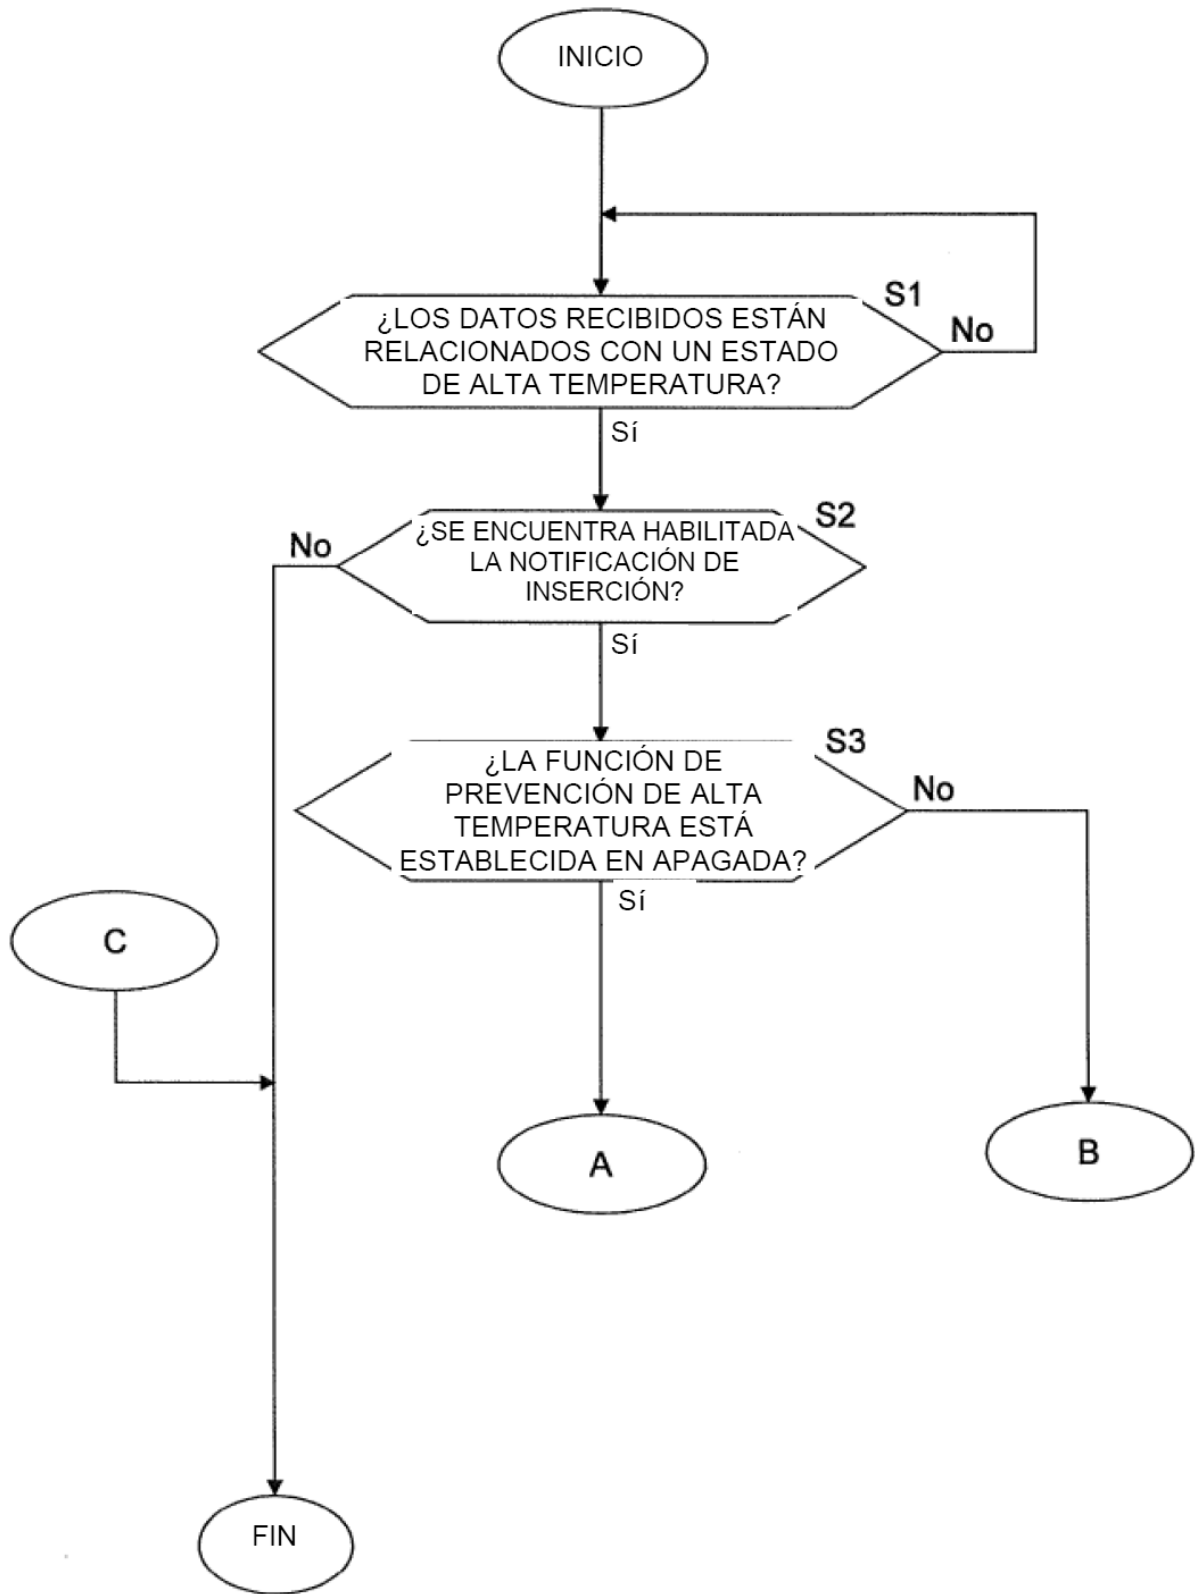 INICIO
S1
¿LOS DATOS RECIBIDOS ESTÁN
RELACIONADOS CON UN ESTADO
DE ALTA TEMPERATURA?
No
Sí
S2
¿SE ENCUENTRA HABILITADA
LA NOTIFICACIÓN DE
INSERCIÓN?
No
Sí
S3
¿LA FUNCIÓN DE
PREVENCIÓN DE ALTA
TEMPERATURA ESTÁ
ESTABLECIDA EN APAGADA?
No
Sí
C
A
B
FIN